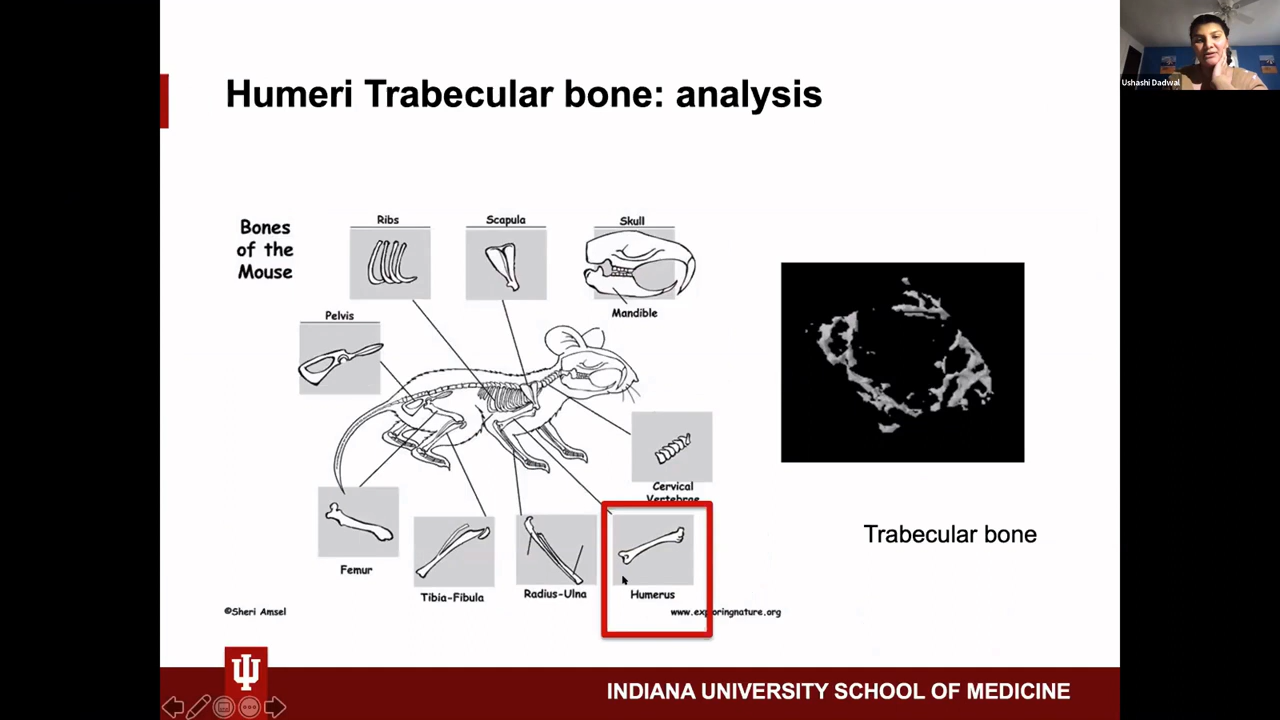 Humeri Trabecular bone: analysis
Ushashi Dadwal
Bones
of the
Mouse
Ribs
Scapula
Skull
Mandible
Pelvis
Cervical
Vertebrae
Femur
Tibia-Fibula
Radius-Ulna
Humerus
©Sheri Amsel
www.exploringnature.org
Trabecular bone
INDIANA UNIVERSITY SCHOOL OF MEDICINE